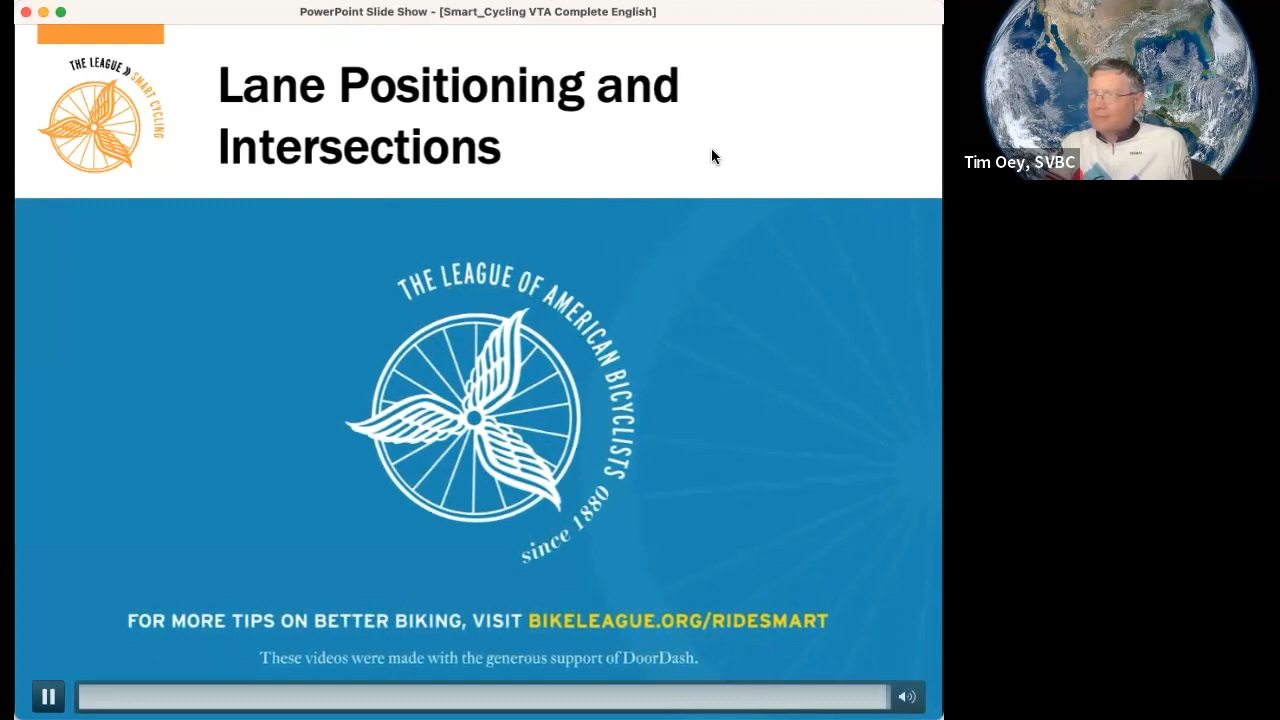 PowerPoint Slide Show - [Smart_Cycling VTA Complete English]
THE LEAGUE » SMART CYCLING
Lane Positioning and
Intersections
Tim Oey, SVBC
THE LEAGUE OF AMERICAN BICYCLISTS
since 1880
FOR MORE TIPS ON BETTER BIKING, VISIT BIKELEAGUE.ORG/RIDESMART
These videos were made with the generous support of DoorDash.